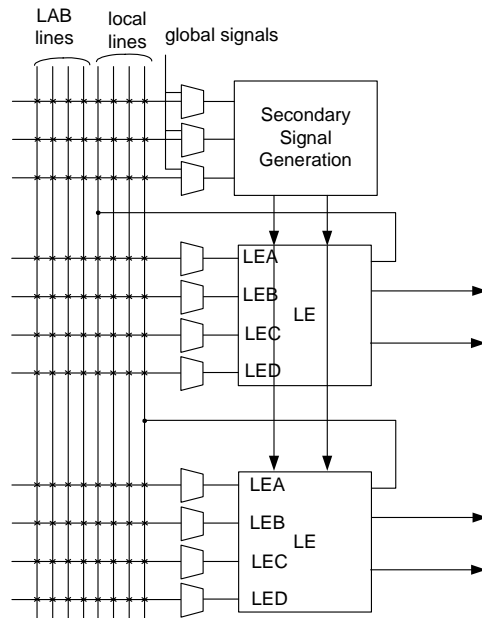 LAB
lines
local
lines
global signals
Secondary
Signal
Generation
LEA
LEB
LE
LEC
LED
LEA
LEB
LE
LEC
LED